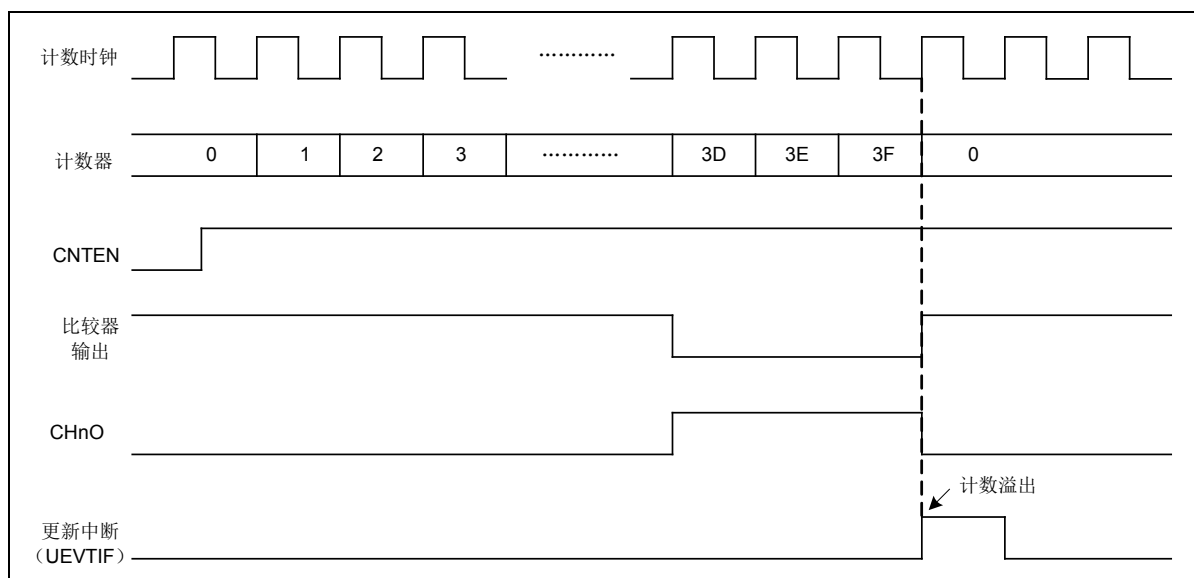 计数时钟
…………
计数器 0 1 2 3 ………… 3D 3E 3F 0
CNTEN
比较器
输出
CHnO
计数溢出
更新中断
（UEVTIF）